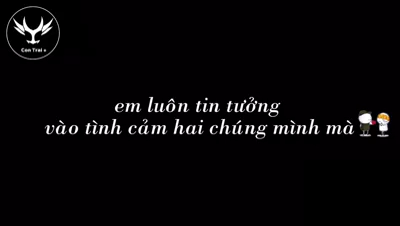 Con Trai +
em luôn tin tưởng
vào tình cảm hai chúng mình mà